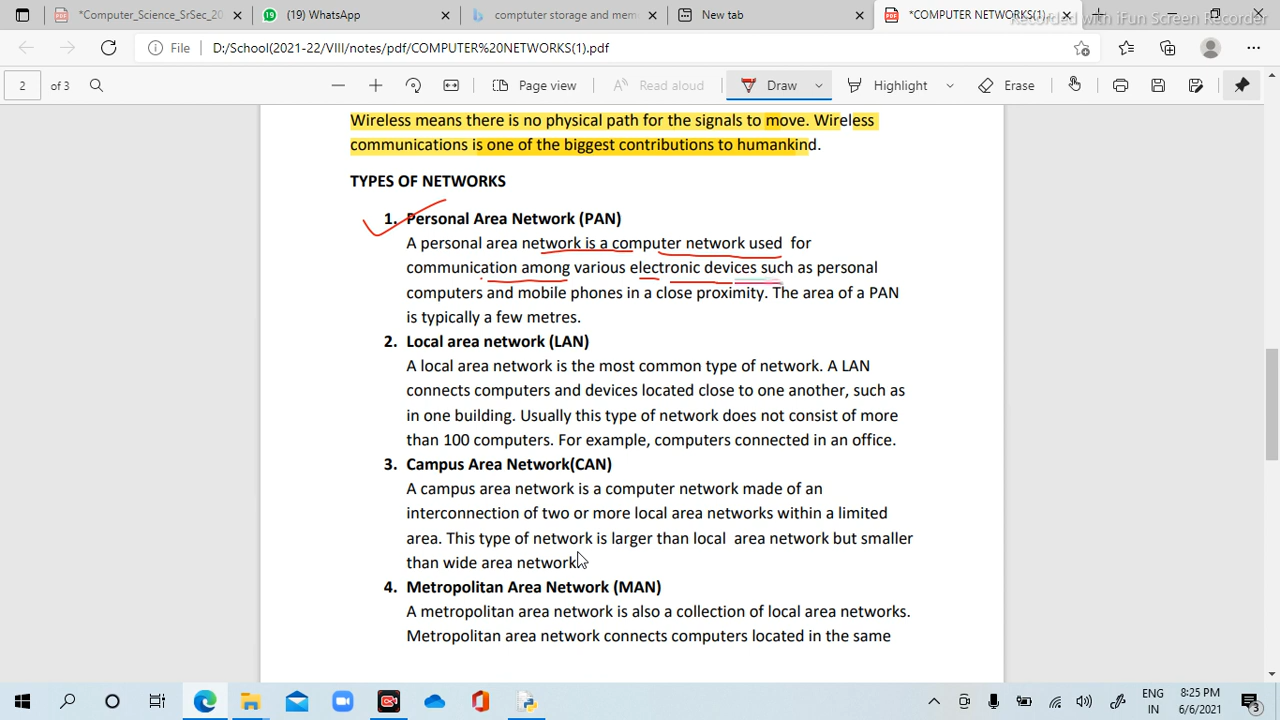 *Computer_Science_SrSec_20
(19) WhatsApp
computer storage and mem
New tab
*COMPUTER NETWORKS(1).p
Recorded with iFun Screen Recorder
File D:/School(2021-22/VIII/notes/pdf/COMPUTER%20NETWORKS(1).pdf
2 of 3
Page view
Read aloud
Draw
Highlight
Erase
Wireless means there is no physical path for the signals to move. Wireless
communications is one of the biggest contributions to humankind.
TYPES OF NETWORKS
1. Personal Area Network (PAN)
A personal area network is a computer network used for
communication among various electronic devices such as personal
computers and mobile phones in a close proximity. The area of a PAN
is typically a few metres.
2. Local area network (LAN)
A local area network is the most common type of network. A LAN
connects computers and devices located close to one another, such as
in one building. Usually this type of network does not consist of more
than 100 computers. For example, computers connected in an office.
3. Campus Area Network(CAN)
A campus area network is a computer network made of an
interconnection of two or more local area networks within a limited
area. This type of network is larger than local area network but smaller
than wide area network
4. Metropolitan Area Network (MAN)
A metropolitan area network is also a collection of local area networks.
Metropolitan area network connects computers located in the same
ENG
IN
8:25 PM
6/6/2021
3